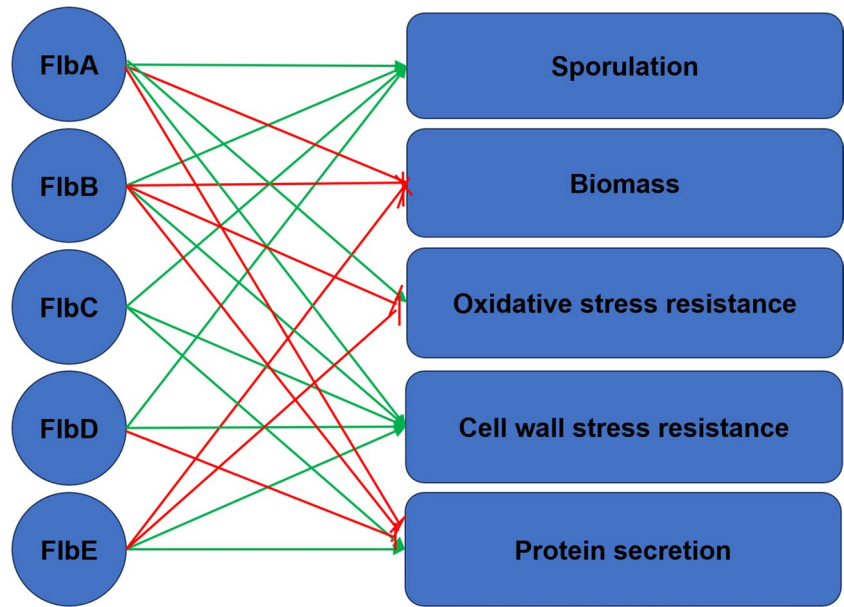 FlbA
Sporulation
FlbB
Biomass
FlbC
Oxidative stress resistance
FlbD
Cell wall stress resistance
FlbE
Protein secretion